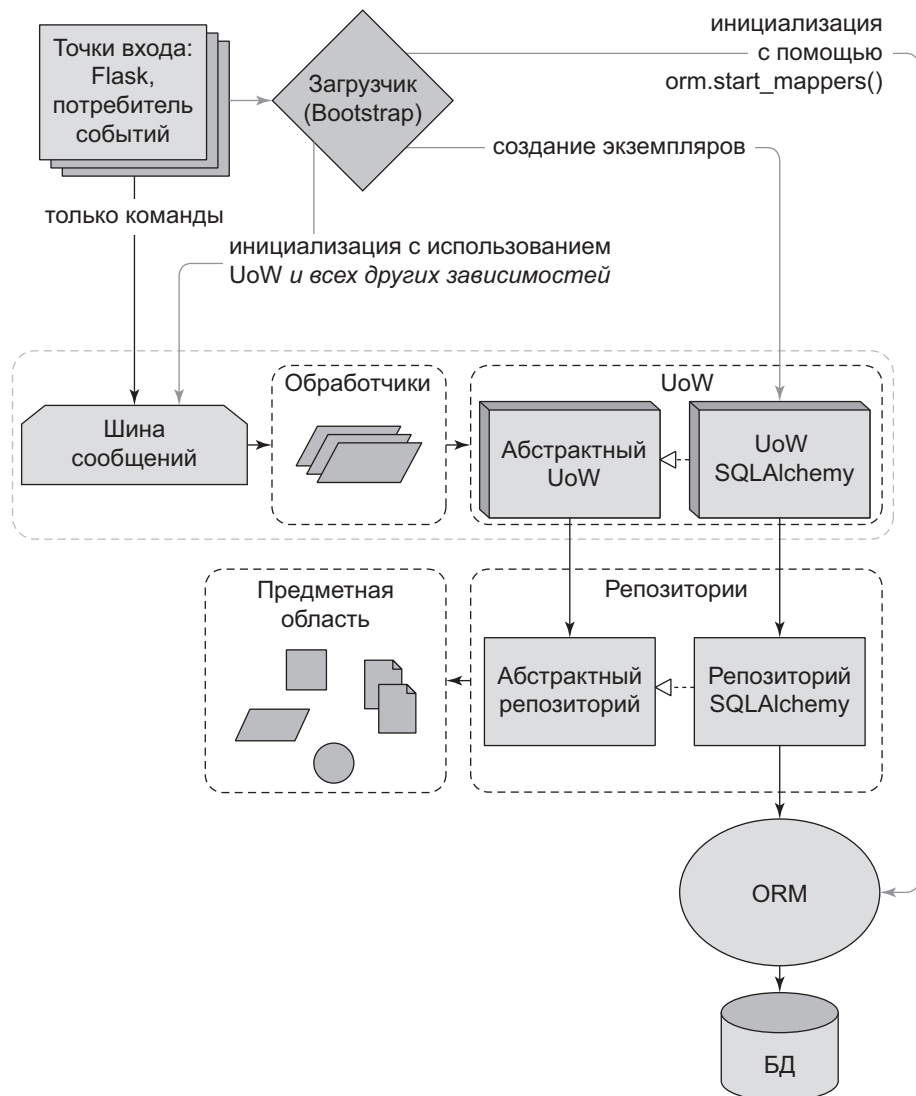 Точки входа:
Flask,
потребитель
событий
Загрузчик
(Bootstrap)
инициализация
с помощью
orm.start_mappers()
создание экземпляров
только команды
инициализация с использованием
UoW и всех других зависимостей
Шина
сообщений
Обработчики
UoW
Абстрактный
UoW
UoW
SQLAlchemy
Предметная
область
Репозитории
Абстрактный
репозиторий
Репозиторий
SQLAlchemy
ORM
БД